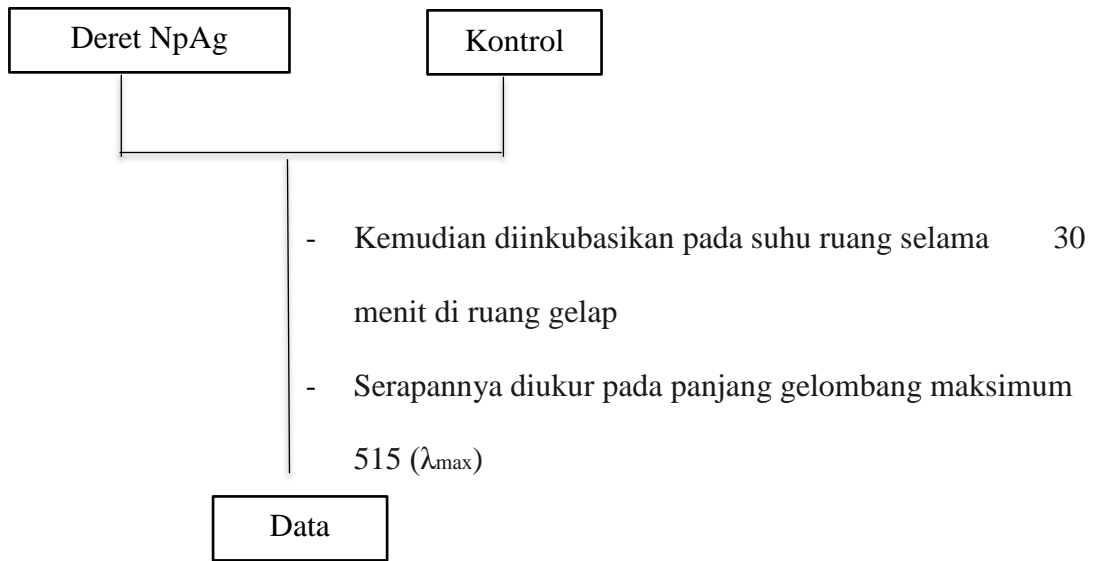 Deret NpAg
Kontrol
- Kemudian diinkubasikan pada suhu ruang selama 30
menit di ruang gelap
- Serapannya diukur pada panjang gelombang maksimum
515 (λmax)
Data